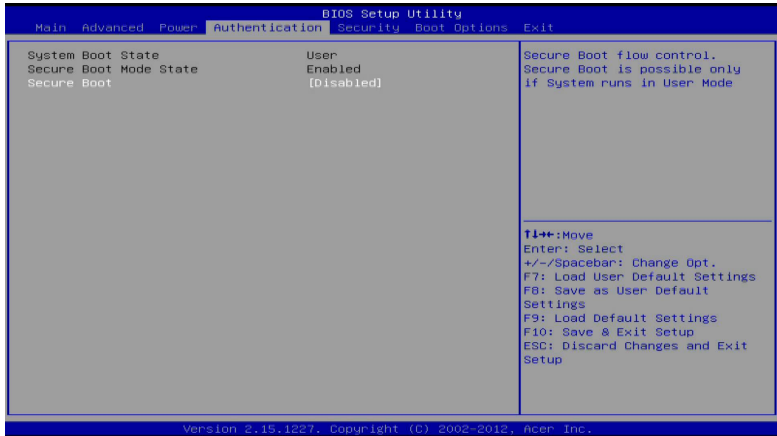 BIOS Setup Utility
Main Advanced Power Authentication Security Boot Options Exit
System Boot State User
Secure Boot Mode State Enabled
Secure Boot [Disabled]
Secure Boot flow control.
Secure Boot is possible only
if System runs in User Mode
↑↓→←:Move
Enter: Select
+/-/Spacebar: Change Opt.
F7: Load User Default Settings
F8: Save as User Default
Settings
F9: Load Default Settings
F10: Save & Exit Setup
ESC: Discard Changes and Exit
Setup
Version 2.15.1227. Copyright (C) 2002-2012, Acer Inc.